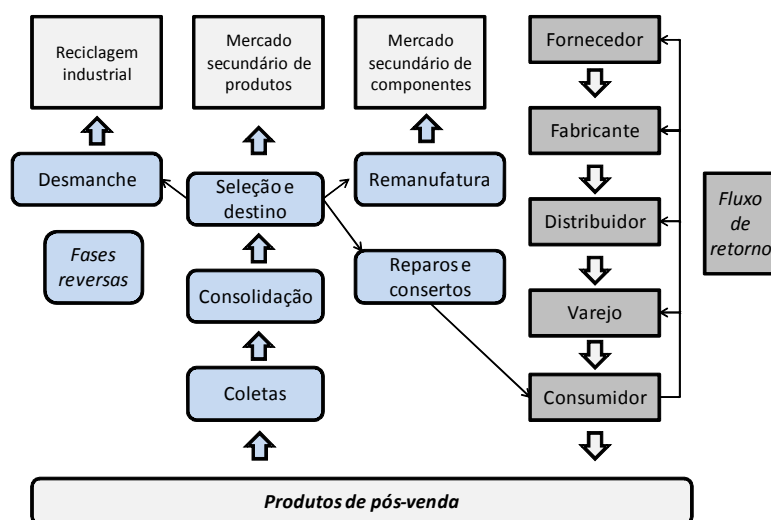 Reciclagem
industrial
Mercado
secundário de
produtos
Mercado
secundário de
componentes
Fornecedor
Fabricante
Desmanche
Seleção e
destino
Remanufatura
Distribuidor
Fluxo
de
retorno
Fases
reversas
Consolidação
Reparos e
consertos
Varejo
Coletas
Consumidor
Produtos de pós-venda